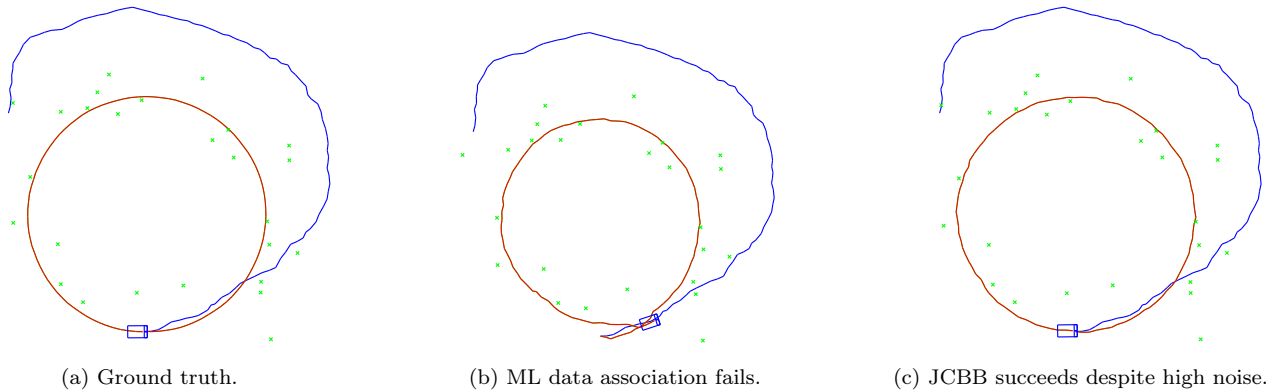 (a) Ground truth.
(b) ML data association fails.
(c) JCBB succeeds despite high noise.